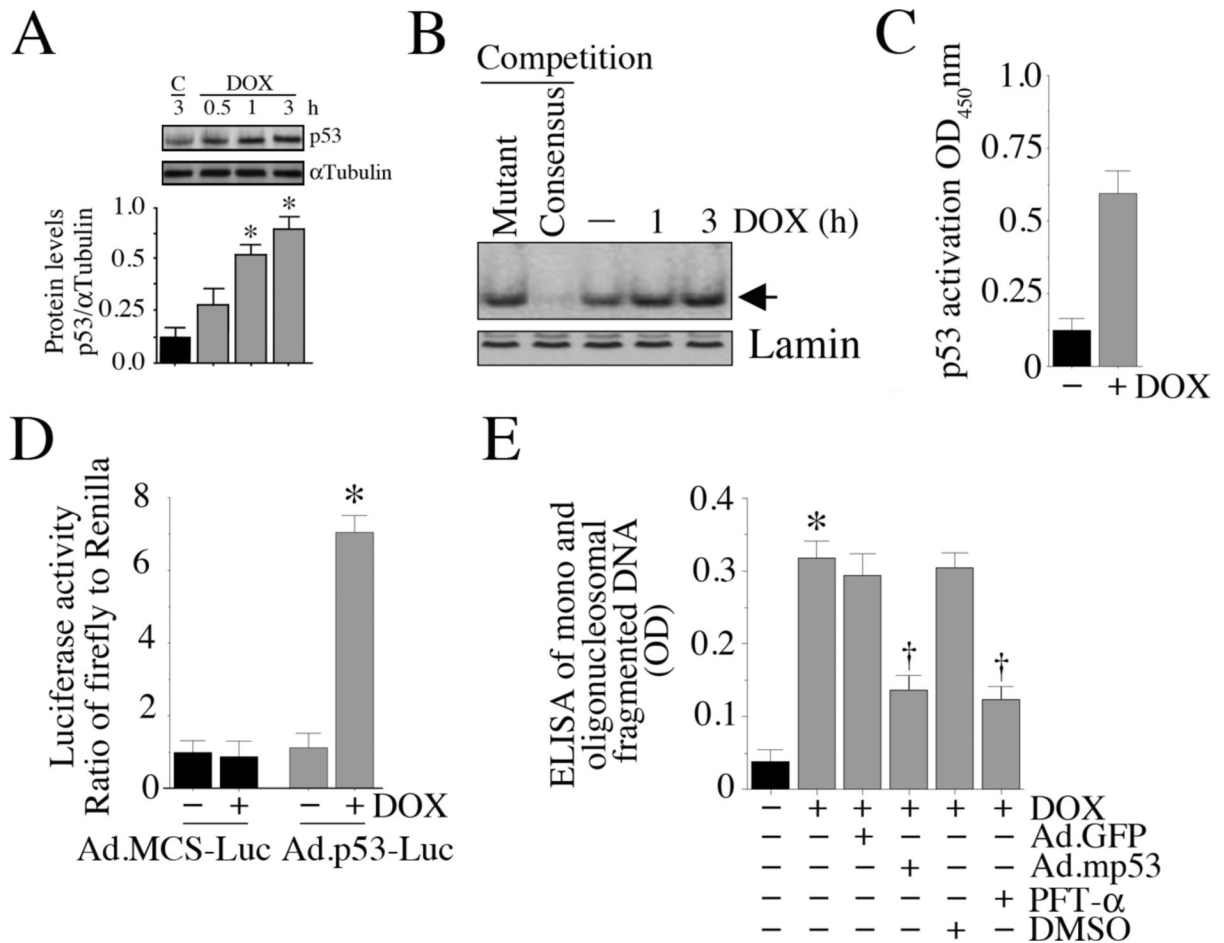 A
C DOX
3 0.5 1 3 h
p53
αTubulin
Protein levels
p53/αTubulin
1.0
0.5
0.25
0.0
* *
B
Competition
Mutant
Consensus
– 1 3 DOX (h)
Lamin
C
p53 activation OD450nm
1.0
0.75
0.5
0.25
0
– + DOX
D
Luciferase activity
Ratio of firefly to Renilla
8
6
4
2
0
*
– + – + DOX
Ad.MCS-Luc Ad.p53-Luc
E
ELISA of mono and
oligonucleosomal
fragmented DNA
(OD)
0.4
0.3
0.2
0.1
0
* † †
– + + + + + DOX
– – + – – – Ad.GFP
– – – + – – Ad.mp53
– – – – – + PFT-α
– – – – + – DMSO